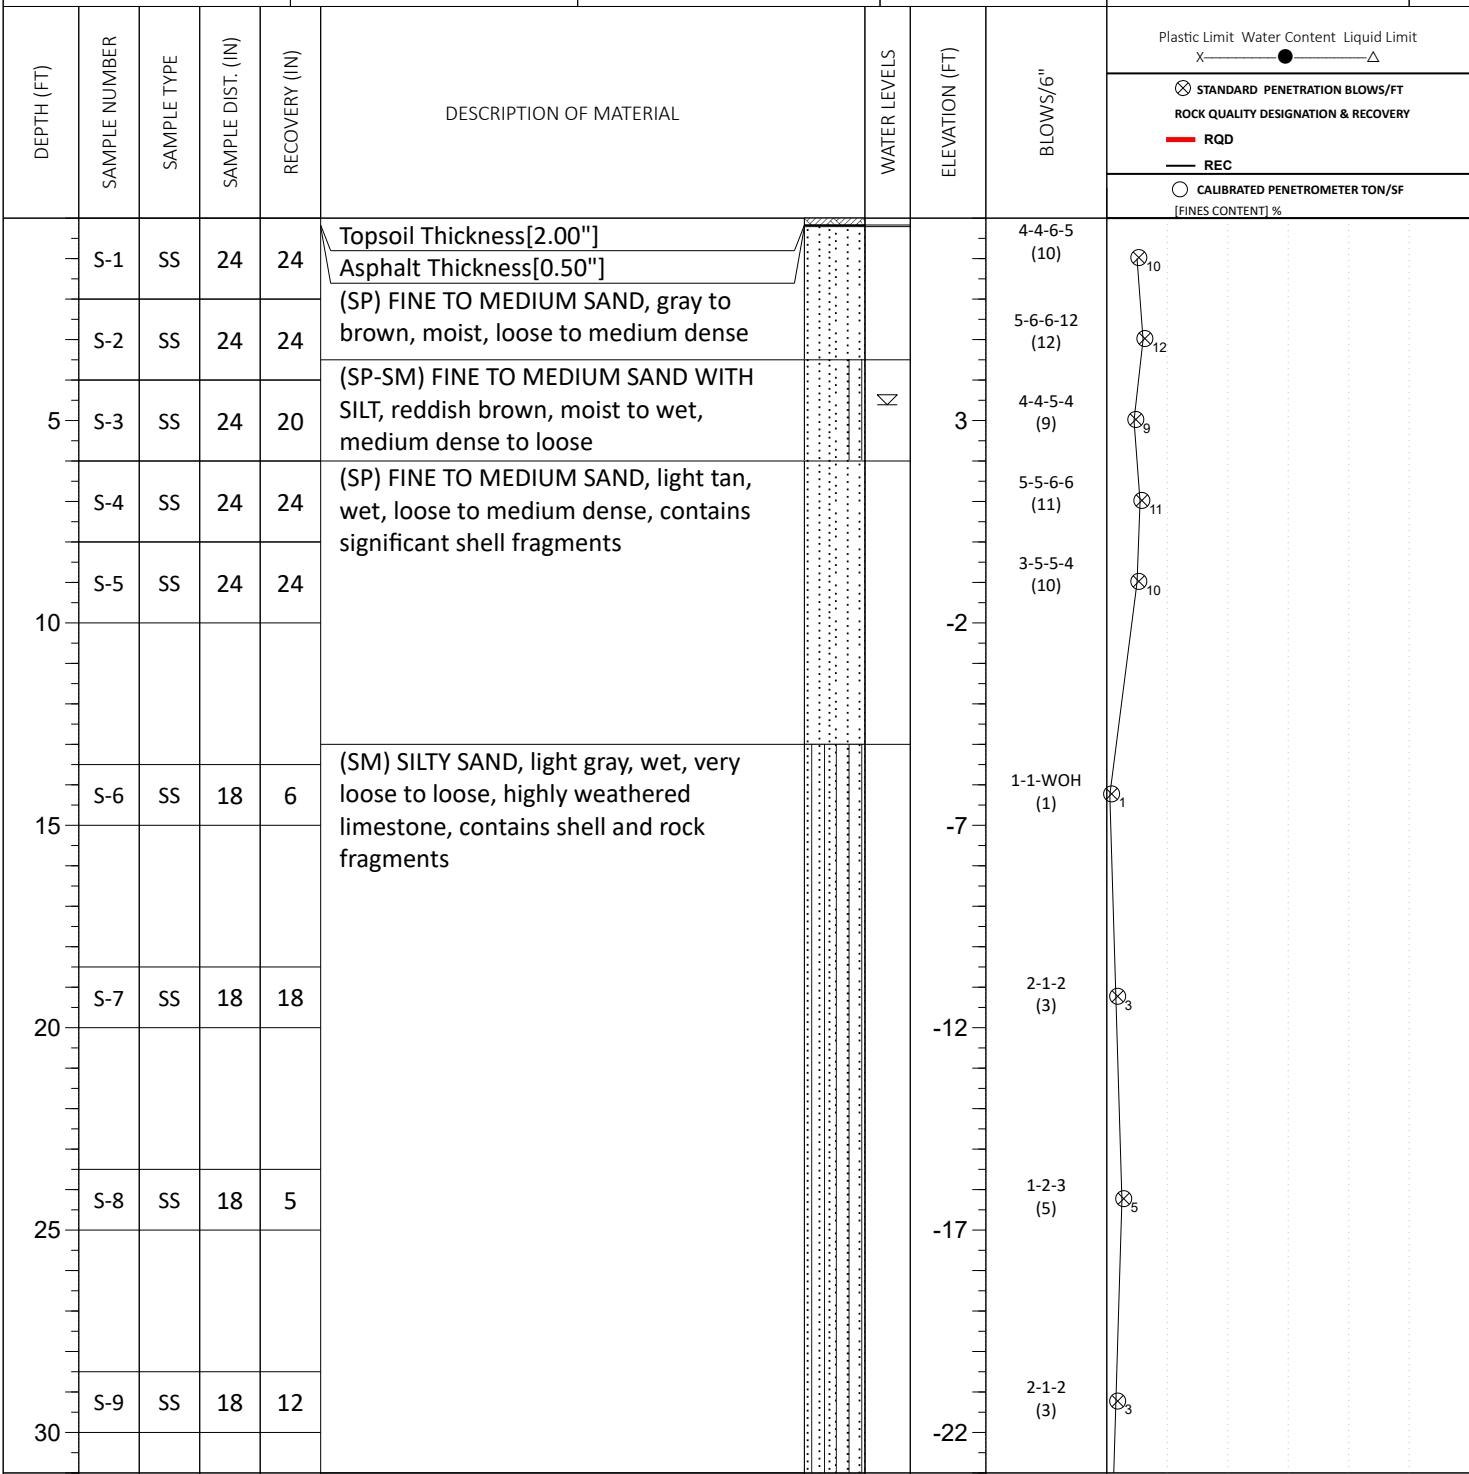 DEPTH (FT)
SAMPLE NUMBER
SAMPLE TYPE
SAMPLE DIST. (IN)
RECOVERY (IN)
DESCRIPTION OF MATERIAL
WATER LEVELS
ELEVATION (FT)
BLOWS/6"
Plastic Limit Water Content Liquid Limit
X
STANDARD PENETRATION BLOWS/FT
ROCK QUALITY DESIGNATION & RECOVERY
RQD
REC
CALIBRATED PENETROMETER TON/SF
[FINES CONTENT] %
Topsoil Thickness[2.00"]
4-4-6-5
S-1 SS 24 24
(10)
10
Asphalt Thickness[0.50"]
(SP) FINE TO MEDIUM SAND, gray to
brown, moist, loose to medium dense
S-2 SS 24 24
5-6-6-12
(12)
12
(SP-SM) FINE TO MEDIUM SAND WITH
SILT, reddish brown, moist to wet,
medium dense to loose
5
S-3 SS 24 20
3
4-4-5-4
(9)
9
(SP) FINE TO MEDIUM SAND, light tan,
wet, loose to medium dense, contains
significant shell fragments
S-4 SS 24 24
5-5-6-6
(11)
11
S-5 SS 24 24
3-5-5-4
(10)
10
10
-2
(SM) SILTY SAND, light gray, wet, very
loose to loose, highly weathered
limestone, contains shell and rock
fragments
S-6 SS 18 6
1-1-WOH
(1)
1
15
-7
S-7 SS 18 18
2-1-2
(3)
3
20
-12
S-8 SS 18 5
1-2-3
(5)
5
25
-17
S-9 SS 18 12
2-1-2
(3)
3
30
-22